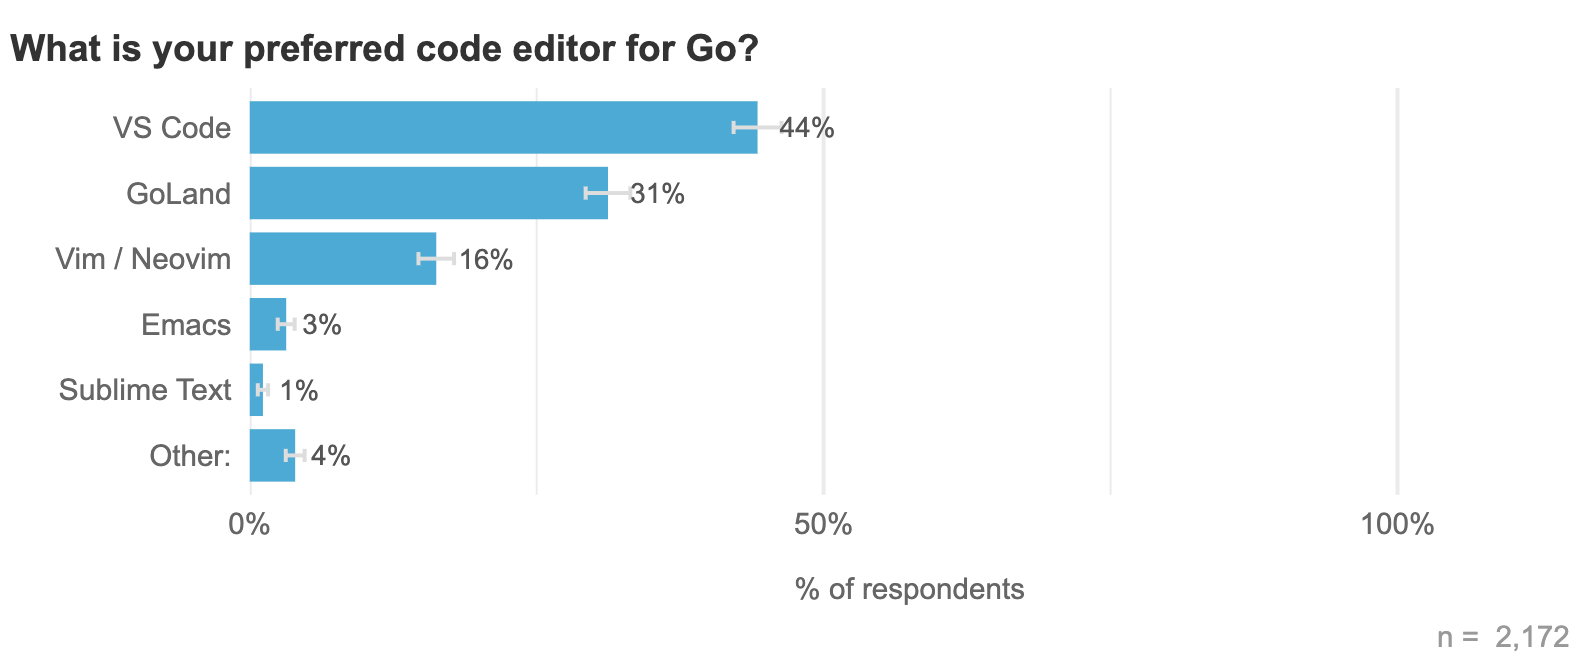 What is your preferred code editor for Go?
VS Code 44%
GoLand 31%
Vim / Neovim 16%
Emacs 3%
Sublime Text 1%
Other: 4%
0% 50% 100%
% of respondents
n = 2,172